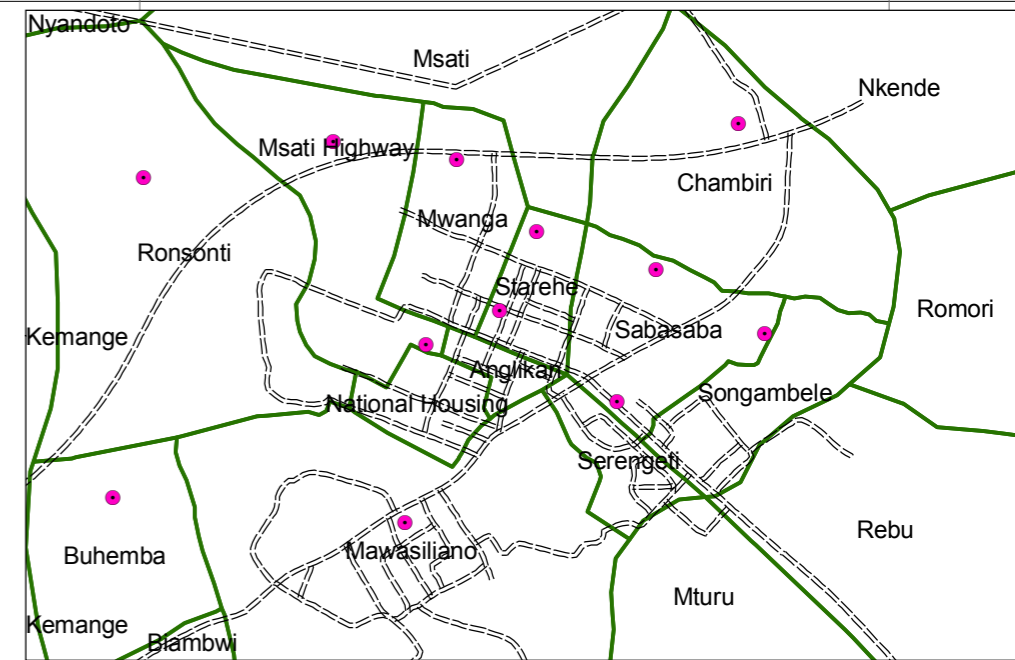 Nyandoto
Msati
Nkende
Msati Highway
Chambiri
Mwanga
Ronsonti
Starehe
Romori
Sabasaba
Kemange
Anglikan
Songambele
National Housing
Serengeti
Rebu
Mawasiliano
Buhemba
Mturu
Kemange
Biambwi